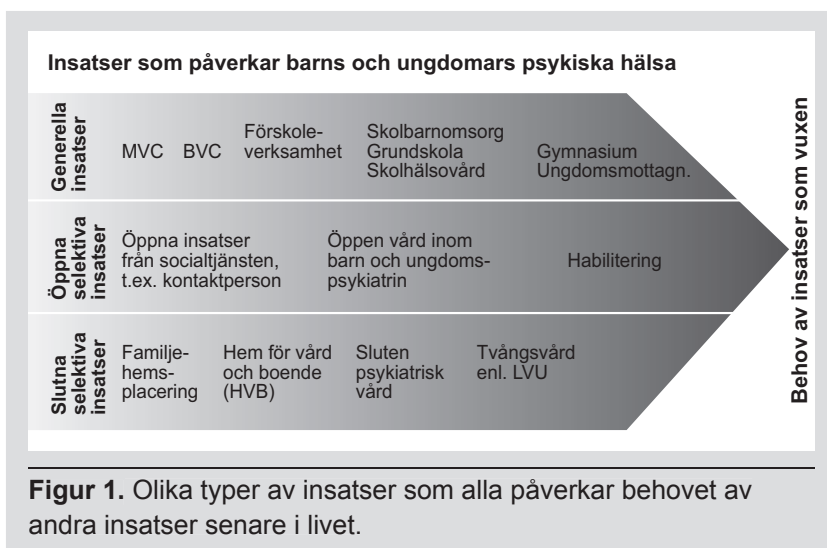 Insatser som påverkar barns och ungdomars psykiska hälsa
Generella
insatser
MVC
BVC
Förskole-
verksamhet
Skolbarnomsorg
Grundskola
Skolhälsovård
Gymnasium
Ungdomsmottagn.
Öppna
selektiva
insatser
Öppna insatser
från socialtjänsten,
t.ex. kontaktperson
Öppen vård inom
barn och ungdoms-
psykiatrin
Habilitering
Slutna
selektiva
insatser
Familje-
hems-
placering
Hem för vård
och boende
(HVB)
Sluten
psykiatrisk
vård
Tvångsvård
enl. LVU
Behov av insatser som vuxen
Figur 1. Olika typer av insatser som alla påverkar behovet av
andra insatser senare i livet.